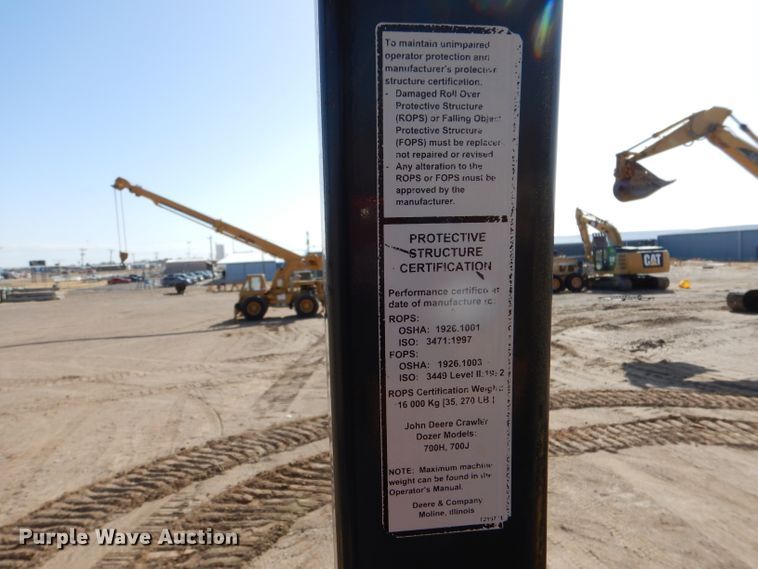 To maintain unimpaired
operator protection and
manufacturer's protective
structure certification.
- Damaged Roll Over
Protective Structure
(ROPS) or Falling Object
Protective Structure
(FOPS) must be replaced
not repaired or revised
- Any alteration to the
ROPS or FOPS must be
approved by the
manufacturer.
PROTECTIVE
STRUCTURE
CERTIFICATION
Performance certified at
date of manufacture
ROPS:
OSHA: 1926.1001
ISO: 3471:1997
FOPS:
OSHA: 1926.1003
ISO: 3449 Level II:
ROPS Certification Weight:
16 000 Kg [35, 270 LB]
John Deere Crawler
Dozer Models:
700H, 700J
NOTE: Maximum machine
weight can be found in the
Operator's Manual.
Deere & Company
Moline, Illinois
CAT
Purple Wave Auction